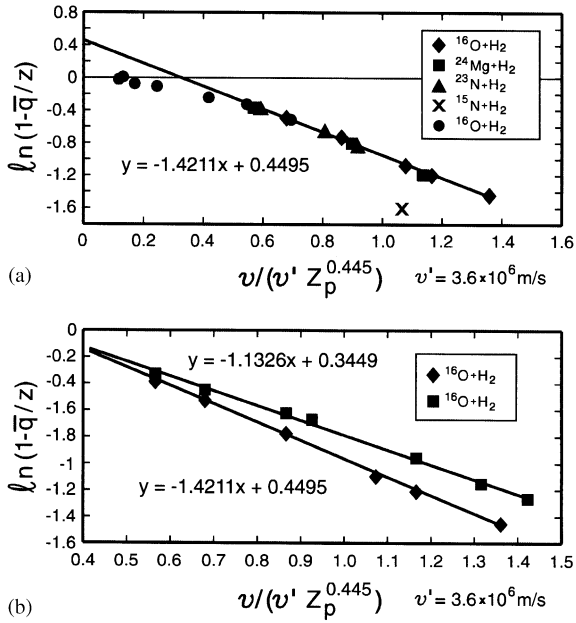 0.8
0.4
0
-0.4
-0.8
-1.2
-1.6
ℓn (1-q̅/z)
¹⁶O+H₂
²⁴Mg+H₂
²³N+H₂
¹⁵N+H₂
¹⁶O+H₂
y = -1.4211x + 0.4495
0 0.2 0.4 0.6 0.8 1.0 1.2 1.4 1.6
(a)
υ/(υ' Zₚ^0.445) υ' = 3.6×10⁶m/s
0
-0.2
-0.4
-1.6
-1.8
-1
-1.2
-1.4
-1.6
ℓn (1-q̅/z)
y = -1.1326x + 0.3449
¹⁶O+H₂
¹⁶O+H₂
y = -1.4211x + 0.4495
0.4 0.5 0.6 0.7 0.8 0.9 1.0 1.1 1.2 1.3 1.4 1.5
(b)
υ/(υ' Zₚ^0.445) υ' = 3.6×10⁶m/s